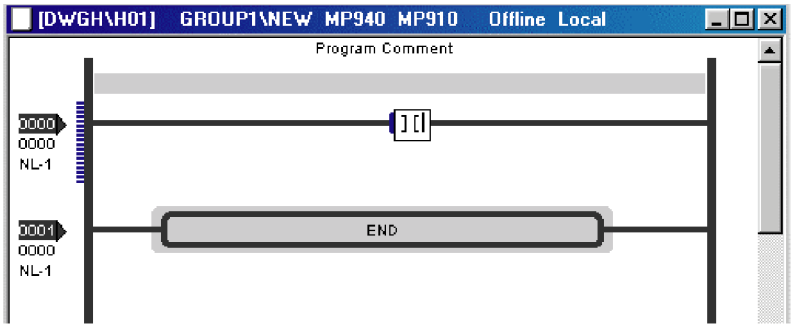 [DWGH\H01] GROUP1\NEW MP940 MP910 Offline Local
Program Comment
0000
0000
NL-1
0001
END
0000
NL-1